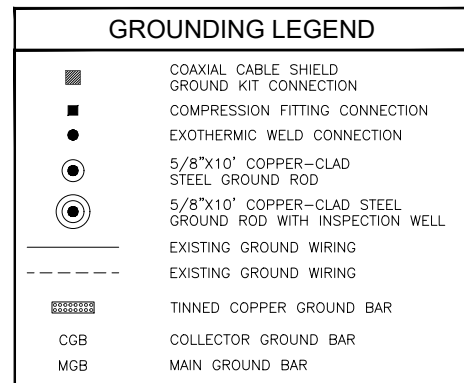 GROUNDING LEGEND
COAXIAL CABLE SHIELD
GROUND KIT CONNECTION
COMPRESSION FITTING CONNECTION
EXOTHERMIC WELD CONNECTION
5/8"X10' COPPER-CLAD
STEEL GROUND ROD
5/8"X10' COPPER-CLAD STEEL
GROUND ROD WITH INSPECTION WELL
EXISTING GROUND WIRING
EXISTING GROUND WIRING
TINNED COPPER GROUND BAR
CGB COLLECTOR GROUND BAR
MGB MAIN GROUND BAR